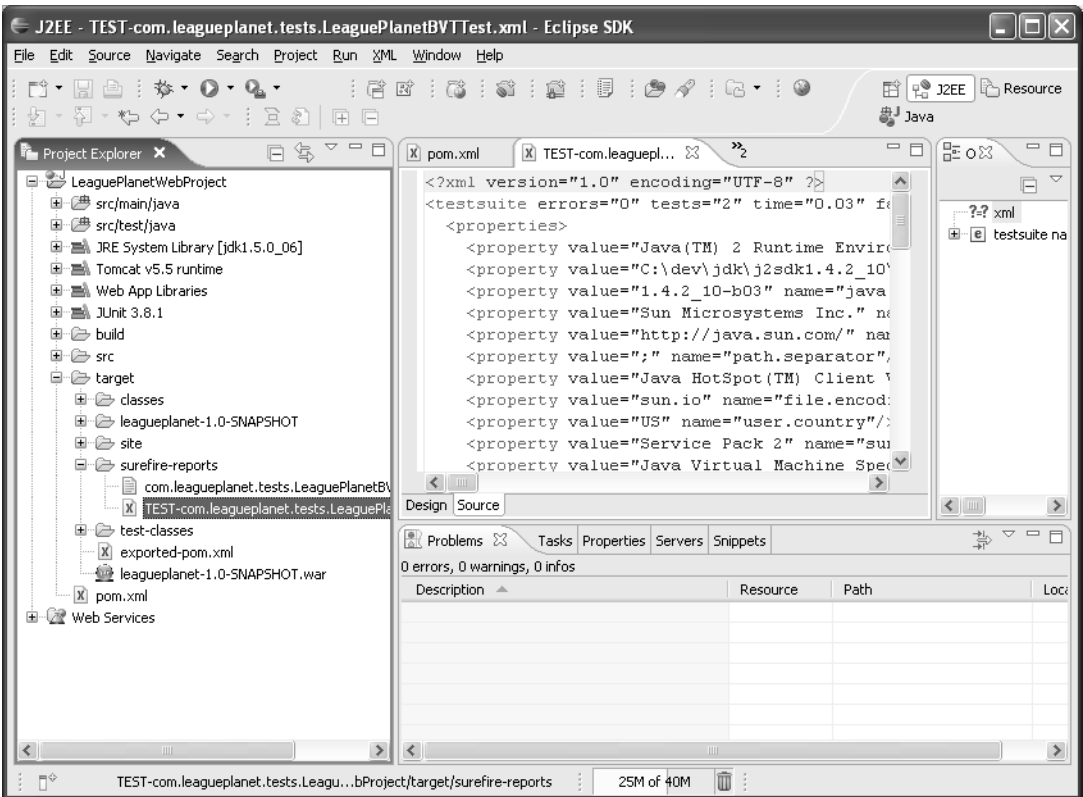 J2EE - TEST-com.leagueplanet.tests.LeaguePlanetBVTTest.xml - Eclipse SDK
File Edit Source Navigate Search Project Run XML Window Help
J2EE Resource
Java
Project Explorer
LeaguePlanetWebProject
src/main/java
src/test/java
JRE System Library [jdk1.5.0_06]
Tomcat v5.5 runtime
Web App Libraries
JUnit 3.8.1
build
src
target
classes
leagueplanet-1.0-SNAPSHOT
site
surefire-reports
com.leagueplanet.tests.LeaguePlanetBV
TEST-com.leagueplanet.tests.LeaguePla
test-classes
exported-pom.xml
leagueplanet-1.0-SNAPSHOT.war
pom.xml
Web Services
pom.xml TEST-com.leaguepl... »2
<?xml version="1.0" encoding="UTF-8" ?>
<testsuite errors="0" tests="2" time="0.03" fa
<properties>
<property value="Java(TM) 2 Runtime Enviro
<property value="C:\dev\jdk\j2sdk1.4.2_10\
<property value="1.4.2_10-b03" name="java
<property value="Sun Microsystems Inc." na
<property value="http://java.sun.com/" nam
<property value=";" name="path.separator"/
<property value="Java HotSpot(TM) Client V
<property value="sun.io" name="file.encodi
<property value="US" name="user.country"/>
<property value="Service Pack 2" name="sun
<property value="Java Virtual Machine Spec
Design Source
O
?=? xml
e testsuite na
Problems Tasks Properties Servers Snippets
0 errors, 0 warnings, 0 infos
Description Resource Path Loca
TEST-com.leagueplanet.tests.Leagu...bProject/target/surefire-reports 25M of 40M